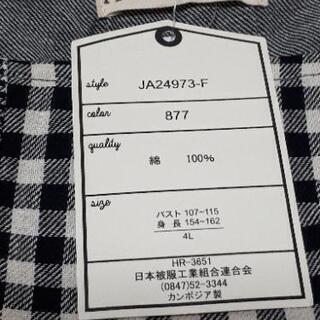 style JA24973-F
color 877
quality 綿 100%
size バスト 107~115
身 長 154~162
4L
HR-3651
日本被服工業組合連合会
(0847)52-3344
カンボジア製